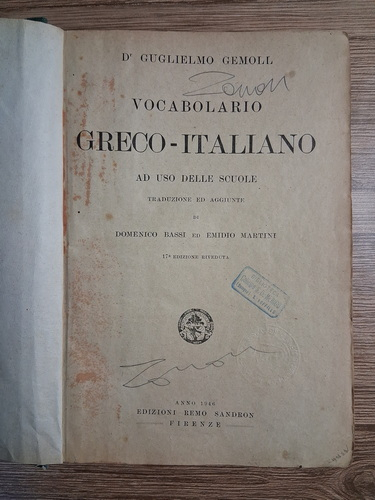 Dr GUGLIELMO GEMOLL
VOCABOLARIO
GRECO-ITALIANO
AD USO DELLE SCUOLE
TRADUZIONE ED AGGIUNTE
DI
DOMENICO BASSI ED EMIDIO MARTINI
17ª EDIZIONE RIVEDUTA
EDIZIONI REMO SANDRON
FIRENZE